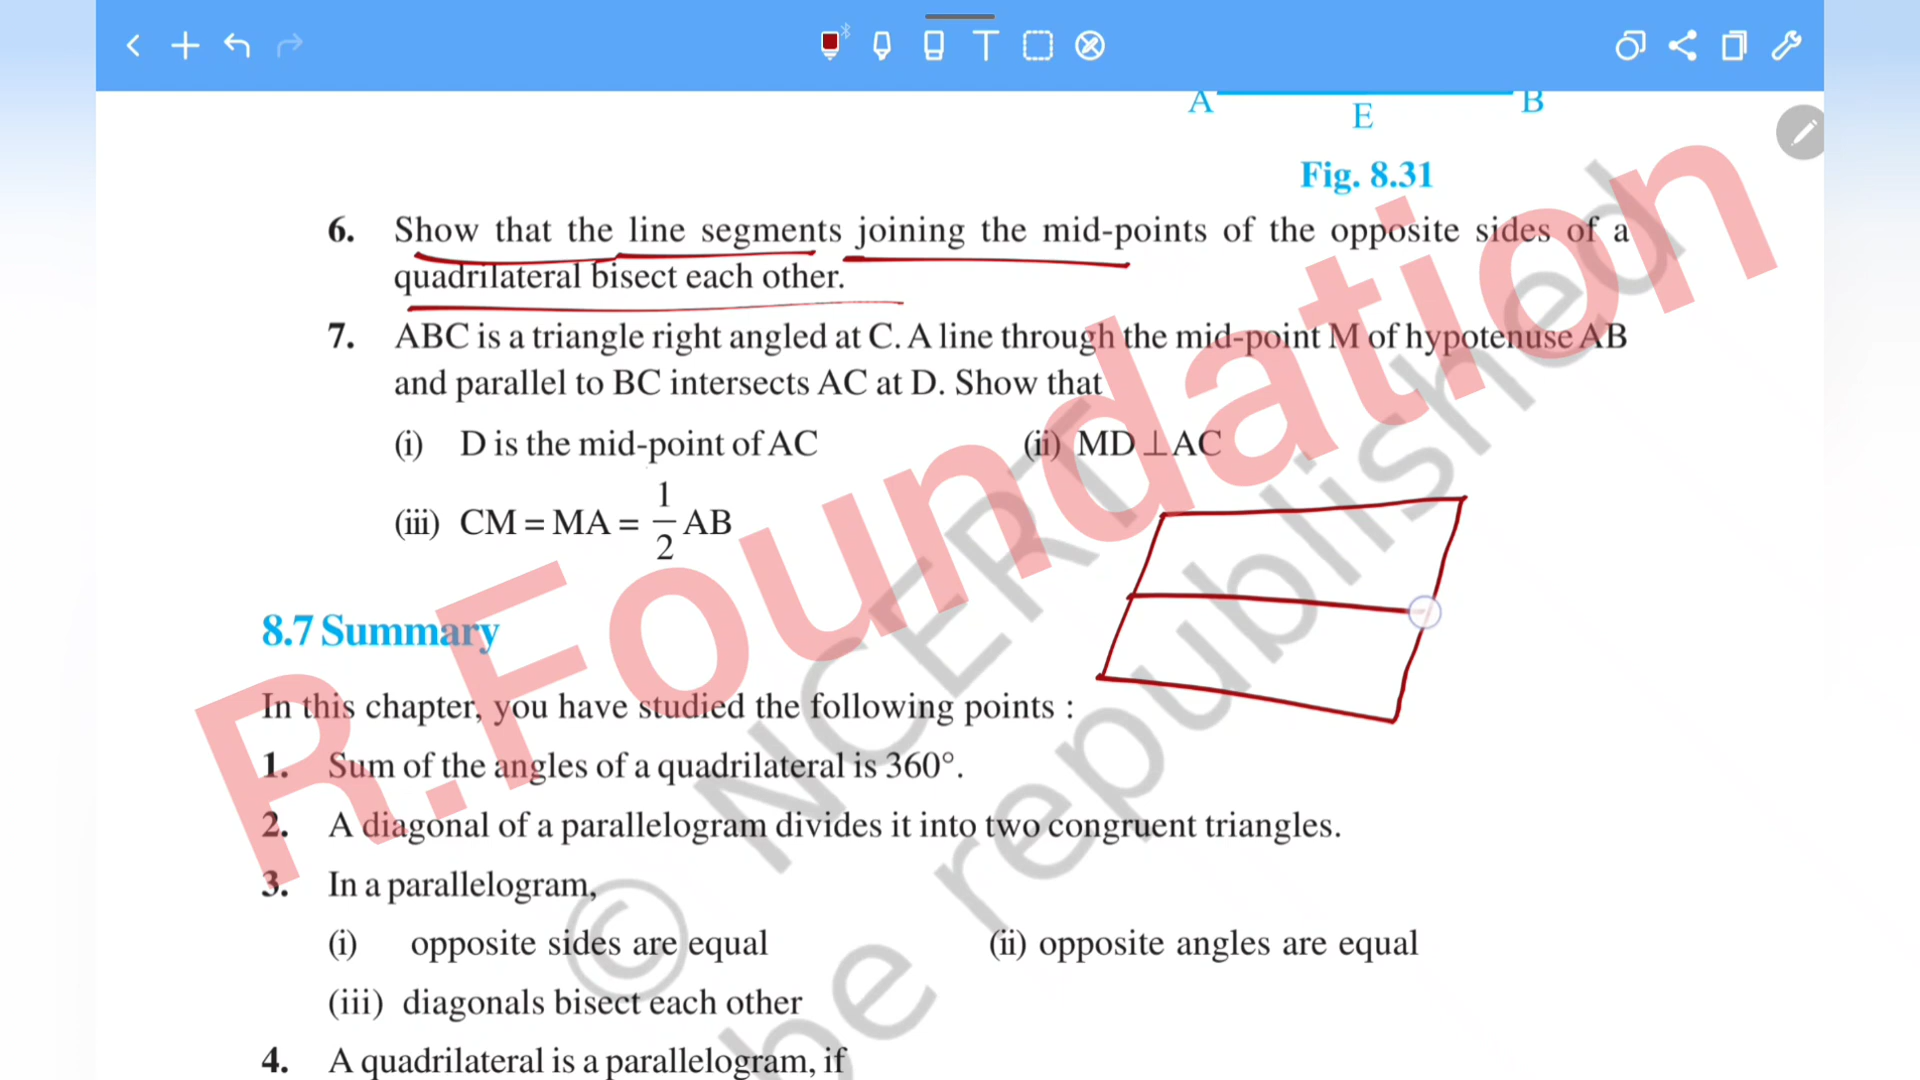 A E B
Fig. 8.31
6. Show that the line segments joining the mid-points of the opposite sides of a
quadrilateral bisect each other.
7. ABC is a triangle right angled at C. A line through the mid-point M of hypotenuse AB
and parallel to BC intersects AC at D. Show that
(i) D is the mid-point of AC (ii) MD ⊥ AC
(iii) CM = MA = 1/2 AB
8.7 Summary
In this chapter, you have studied the following points :
1. Sum of the angles of a quadrilateral is 360°.
2. A diagonal of a parallelogram divides it into two congruent triangles.
3. In a parallelogram,
(i) opposite sides are equal (ii) opposite angles are equal
(iii) diagonals bisect each other
4. A quadrilateral is a parallelogram, if
R.Foundation
© NCERT
be republished